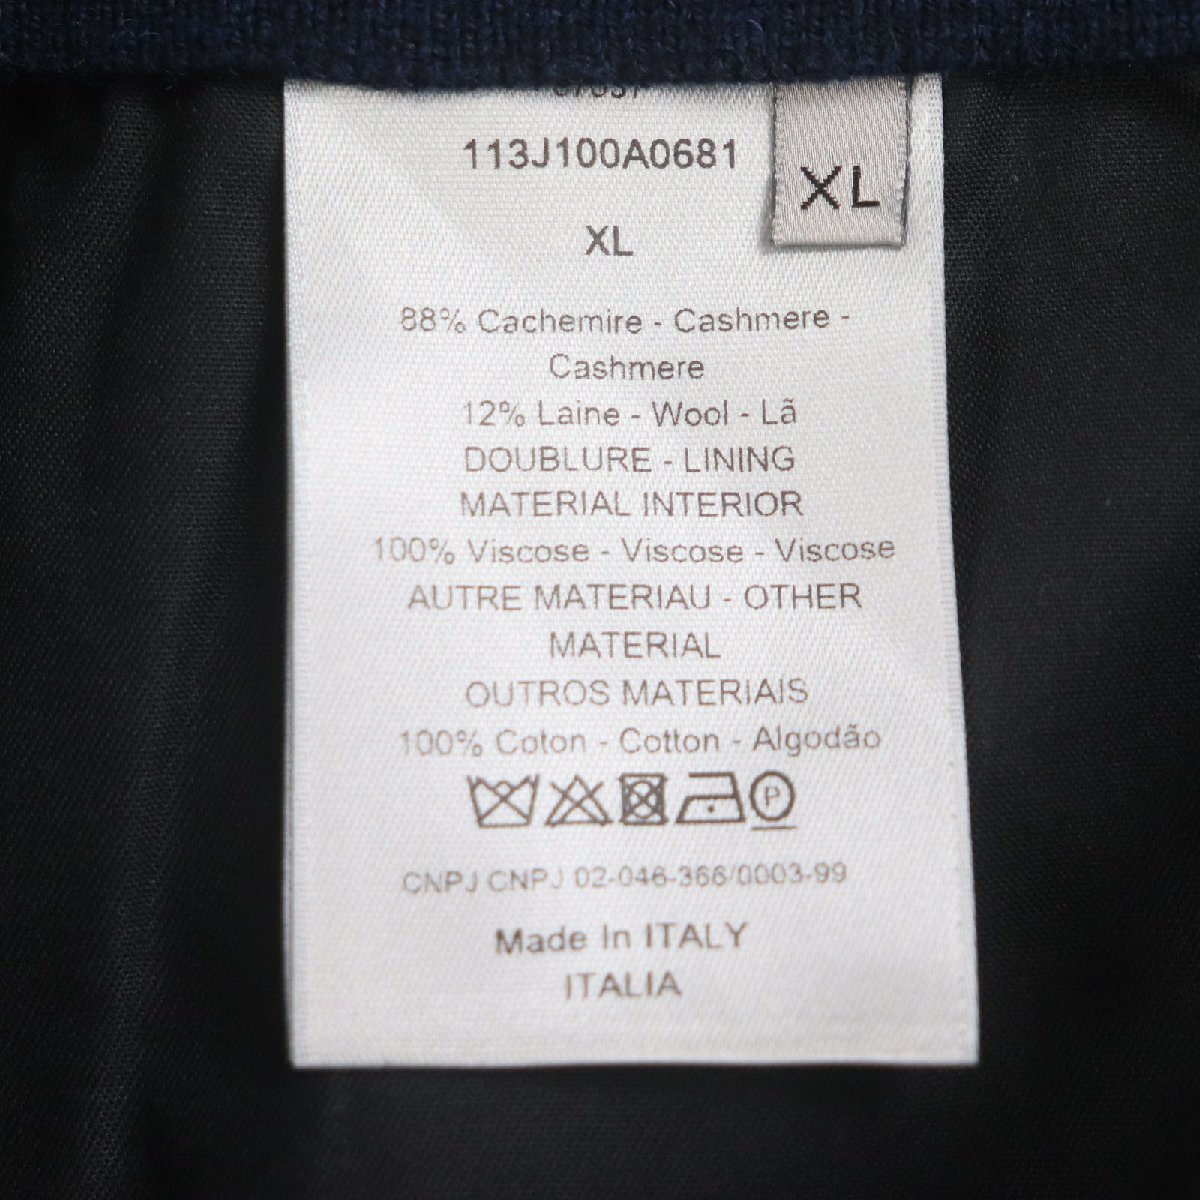 113J100A0681
XL
XL
88% Cachemire - Cashmere -
Cashmere
12% Laine - Wool - Lã
DOUBLURE - LINING
MATERIAL INTERIOR
100% Viscose - Viscose - Viscose
AUTRE MATERIAU - OTHER
MATERIAL
OUTROS MATERIAIS
100% Coton - Cotton - Algodão
P
CNPJ CNPJ 02-046-366/0003-99
Made In ITALY
ITALIA